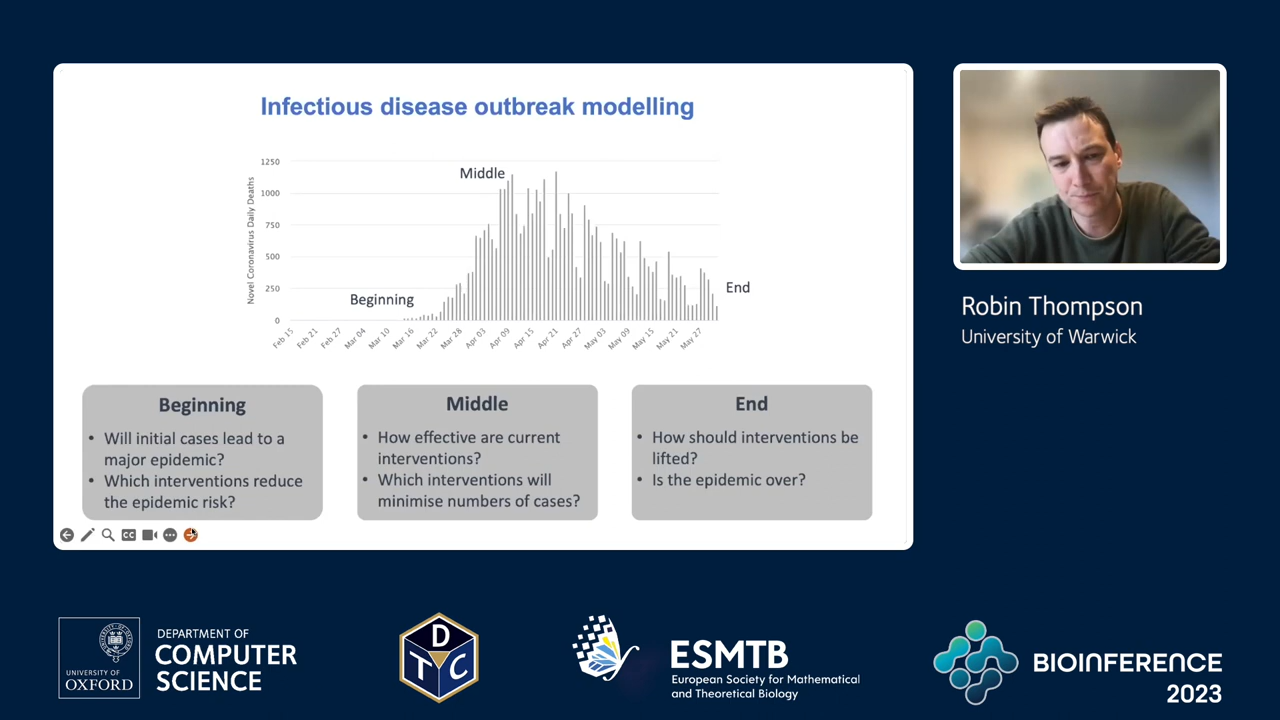 Infectious disease outbreak modelling
Novel Coronavirus Daily Deaths
1250
1000
750
500
250
0
Middle
Beginning
End
Feb 15
Feb 21
Feb 27
Mar 04
Mar 10
Mar 16
Mar 22
Mar 28
Apr 03
Apr 09
Apr 15
Apr 21
Apr 27
May 03
May 09
May 15
May 21
May 27
Beginning
• Will initial cases lead to a
major epidemic?
• Which interventions reduce
the epidemic risk?
Middle
• How effective are current
interventions?
• Which interventions will
minimise numbers of cases?
End
• How should interventions be
lifted?
• Is the epidemic over?
CC
Robin Thompson
University of Warwick
UNIVERSITY OF
OXFORD
DEPARTMENT OF
COMPUTER
SCIENCE
D
T C
ESMTB
European Society for Mathematical
and Theoretical Biology
BIOINFERENCE
2023